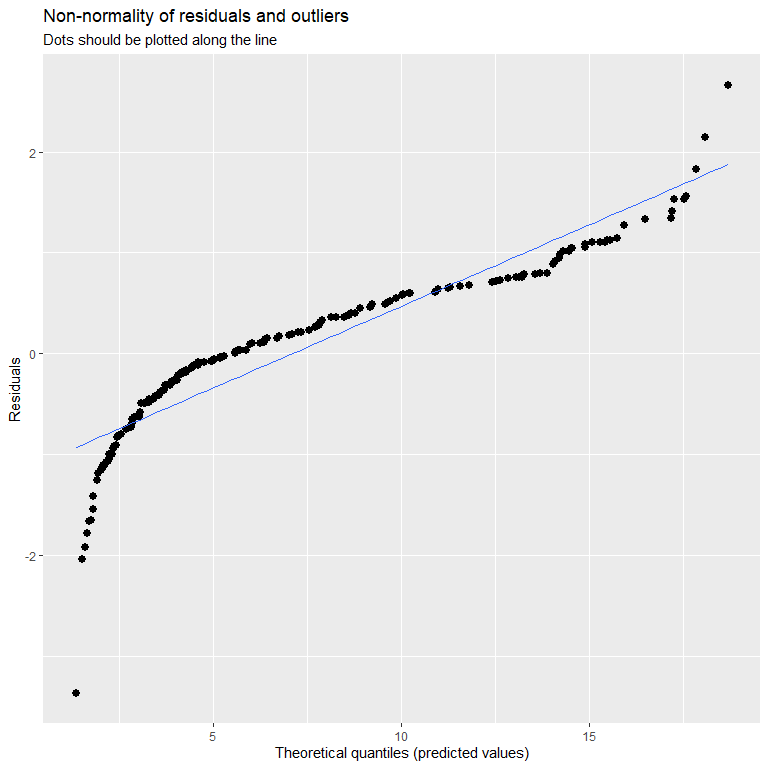 Non-normality of residuals and outliers
Dots should be plotted along the line
2
0
-2
Residuals
5
10
15
Theoretical quantiles (predicted values)